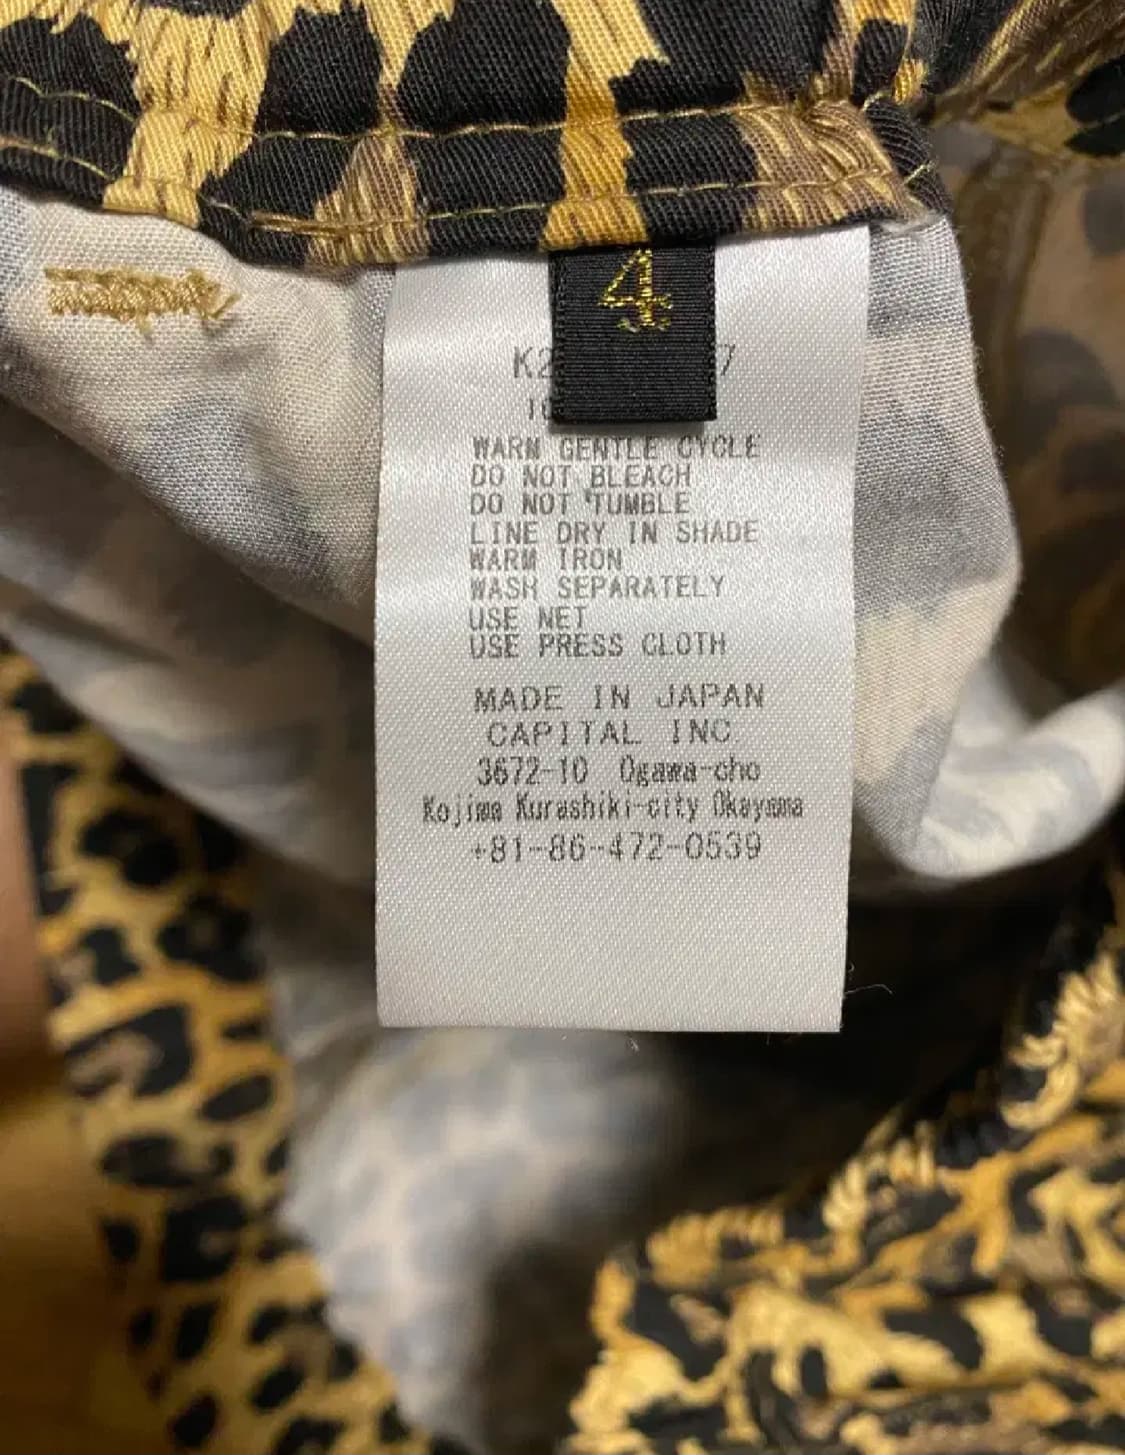 4
WARM GENTLE CYCLE
DO NOT BLEACH
DO NOT TUMBLE
LINE DRY IN SHADE
WARM IRON
WASH SEPARATELY
USE NET
USE PRESS CLOTH
MADE IN JAPAN
CAPITAL INC
3672-10 Ogawa-cho
Kojima Kurashiki-city Okayama
+81-86-472-0539